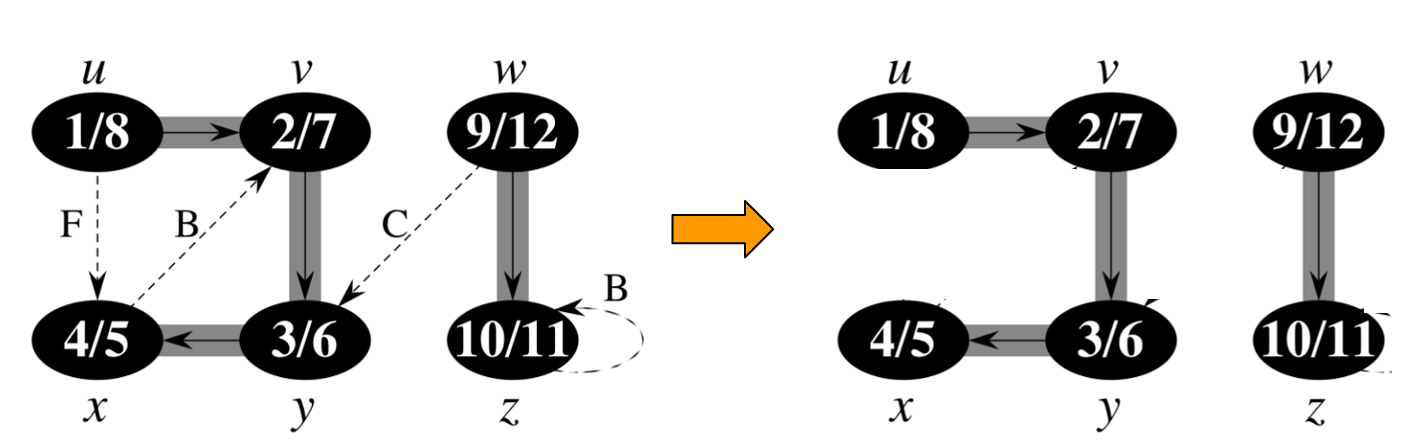 u v w u v w
1/8 2/7 9/12 1/8 2/7 9/12
F B C
B
4/5 3/6 10/11 4/5 3/6 10/11
x y z x y z